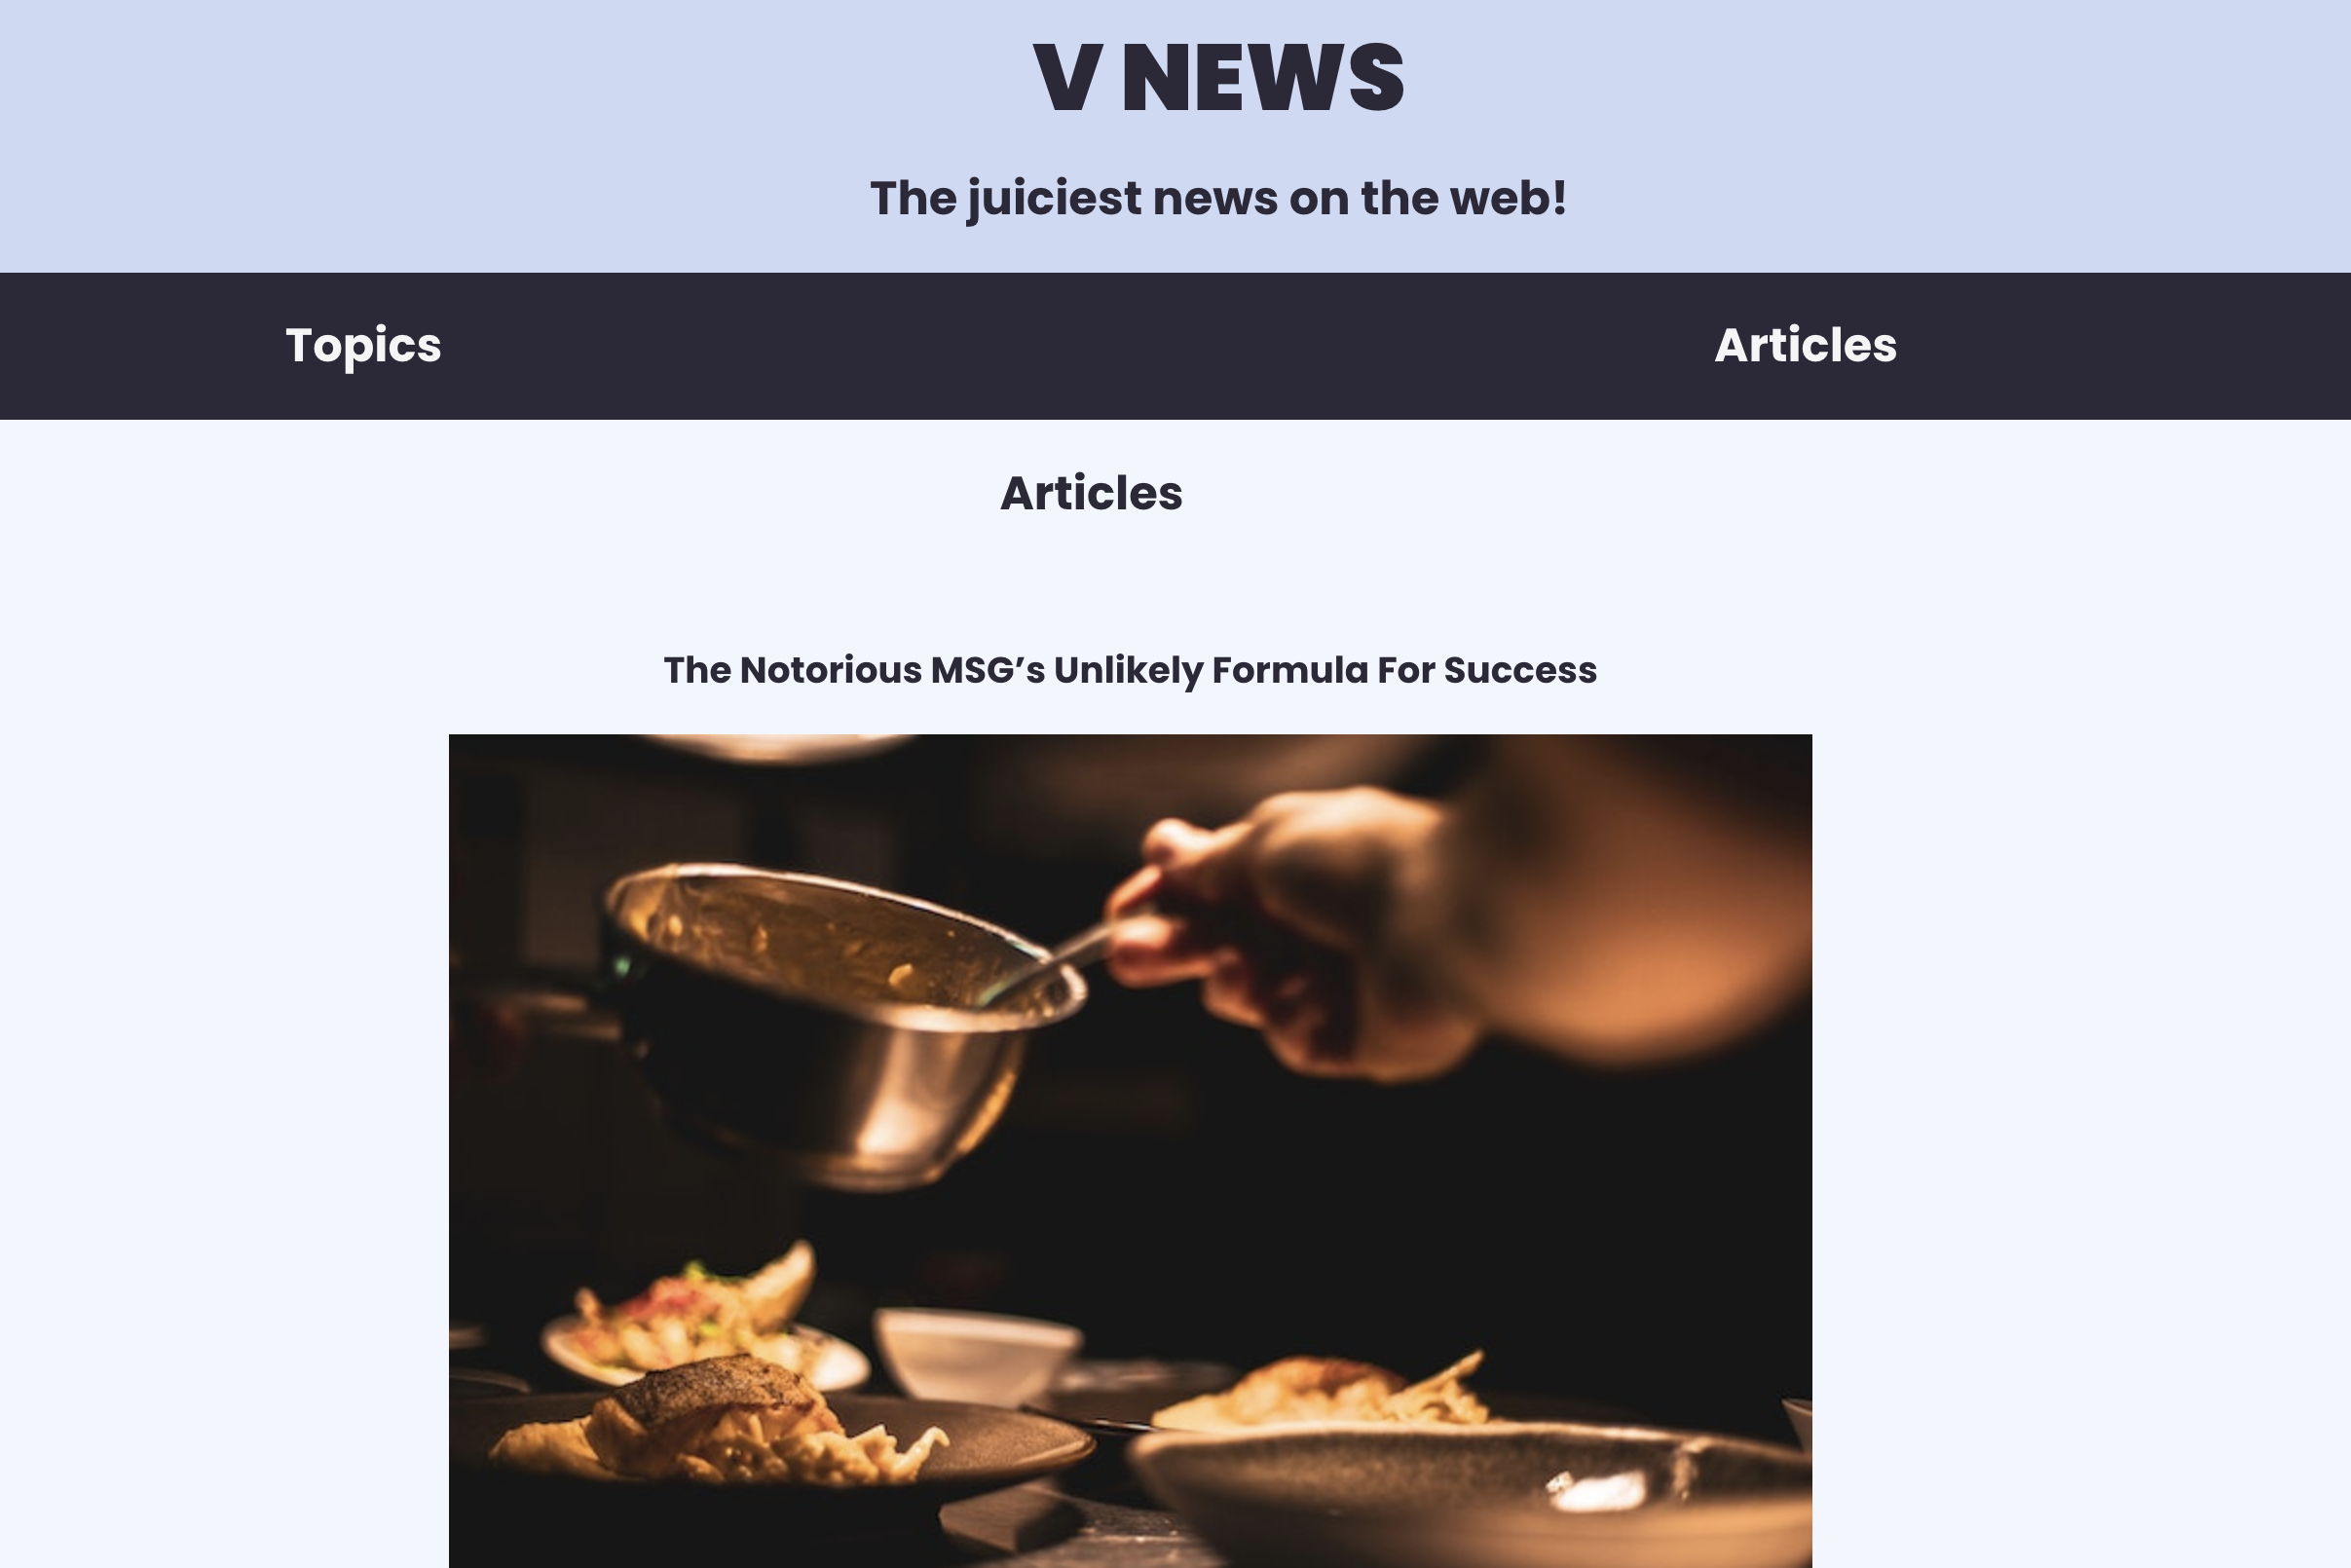 V NEWS
The juiciest news on the web!
Topics Articles
Articles
The Notorious MSG’s Unlikely Formula For Success